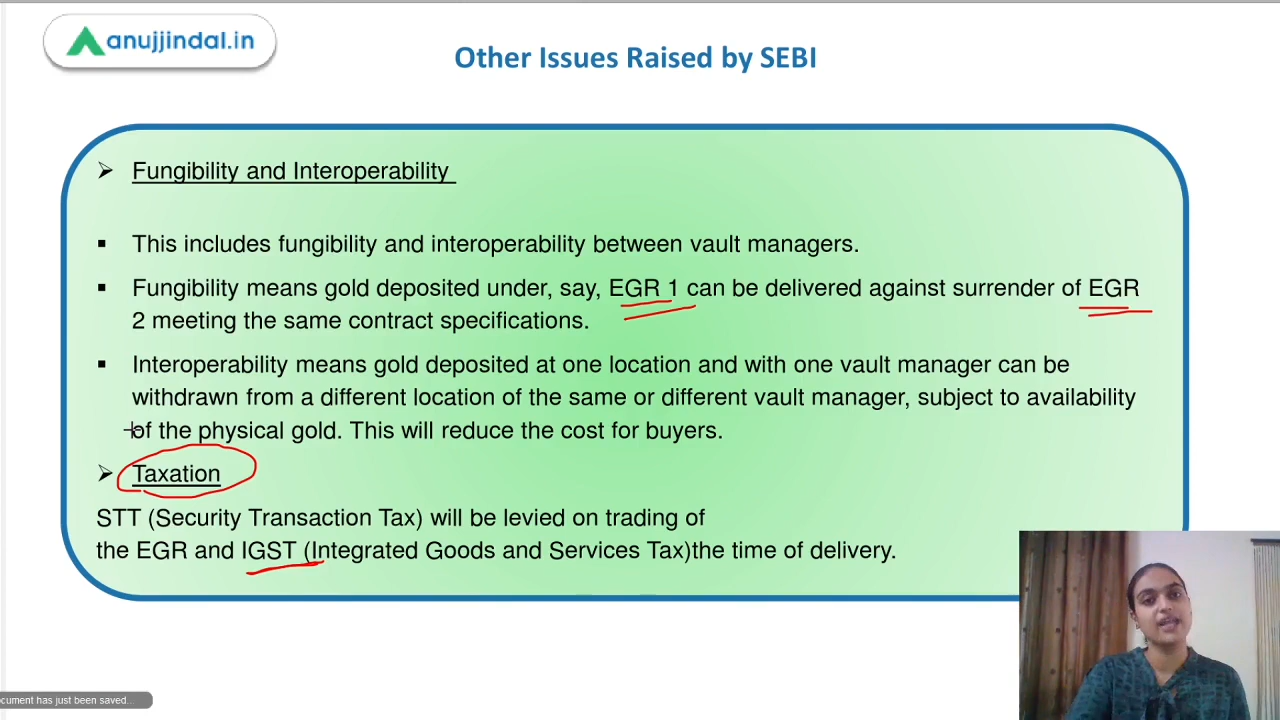 anujjindal.in
Other Issues Raised by SEBI
Fungibility and Interoperability
This includes fungibility and interoperability between vault managers.
Fungibility means gold deposited under, say, EGR 1 can be delivered against surrender of EGR
2 meeting the same contract specifications.
Interoperability means gold deposited at one location and with one vault manager can be
withdrawn from a different location of the same or different vault manager, subject to availability
of the physical gold. This will reduce the cost for buyers.
Taxation
STT (Security Transaction Tax) will be levied on trading of
the EGR and IGST (Integrated Goods and Services Tax)the time of delivery.
ocument has just been saved...